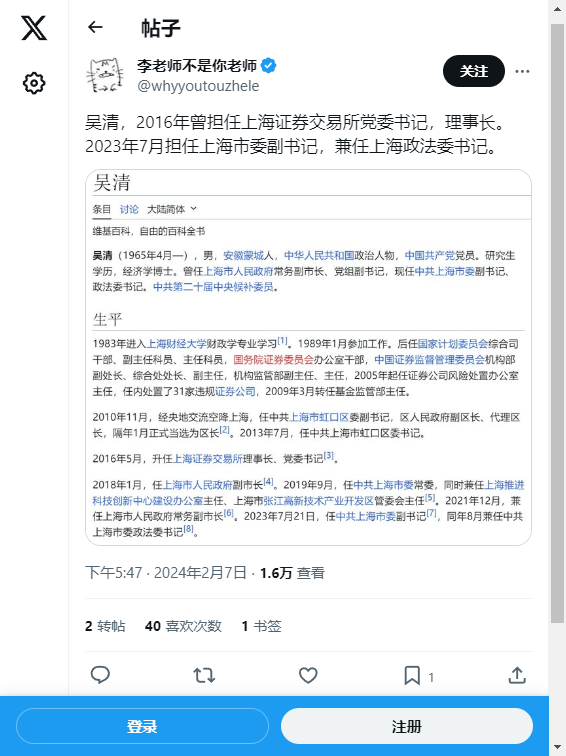 帖子
李老师不是你老师
@whyyoutouzhele
关注
吴清，2016年曾担任上海证券交易所党委书记，理事长。
2023年7月担任上海市委副书记，兼任上海政法委书记。
吴清
条目 讨论 大陆简体
维基百科，自由的百科全书
吴清（1965年4月—），男，安徽蒙城人，中华人民共和国政治人物，中国共产党党员。研究生
学历，经济学博士。曾任上海市人民政府常务副市长、党组副书记，现任中共上海市委副书记、
政法委书记。中共第二十届中央候补委员。
生平
1983年进入上海财经大学财政学专业学习[1]。1989年1月参加工作。后任国家计划委员会综合司
干部、副主任科员、主任科员，国务院证券委员会办公室干部，中国证券监督管理委员会机构部
副处长、综合处处长、副主任，机构监管部副主任、主任，2005年起任证券公司风险处置办公室
主任，任内处置了31家违规证券公司，2009年3月转任基金监管部主任。
2010年11月，经央地交流空降上海，任中共上海市虹口区委副书记，区人民政府副区长、代理区
长，隔年1月正式当选为区长[2]。2013年7月，任中共上海市虹口区委书记。
2016年5月，升任上海证券交易所理事长、党委书记[3]。
2018年1月，任上海市人民政府副市长[4]。2019年9月，任中共上海市委常委，同时兼任上海推进
科技创新中心建设办公室主任、上海市张江高新技术产业开发区管委会主任[5]。2021年12月，兼
任上海市人民政府常务副市长[6]。2023年7月21日，任中共上海市委副书记[7]，同年8月兼任中共
上海市委政法委书记[8]。
下午5:47 · 2024年2月7日 · 1.6万 查看
2 转帖 40 喜欢次数 1 书签
1
登录 注册